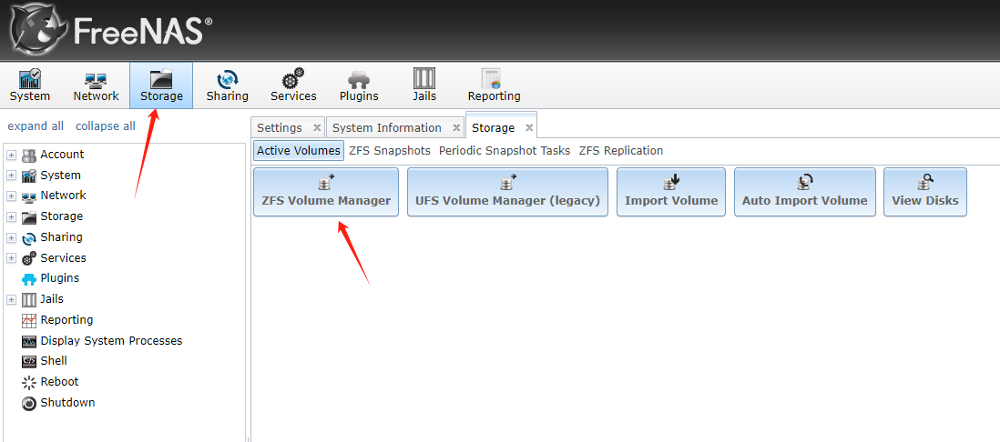 FreeNAS®
System Network Storage Sharing Services Plugins Jails Reporting
expand all collapse all
Settings x System Information x Storage x
Active Volumes ZFS Snapshots Periodic Snapshot Tasks ZFS Replication
ZFS Volume Manager UFS Volume Manager (legacy) Import Volume Auto Import Volume View Disks
Account
System
Network
Storage
Sharing
Services
Plugins
Jails
Reporting
Display System Processes
Shell
Reboot
Shutdown